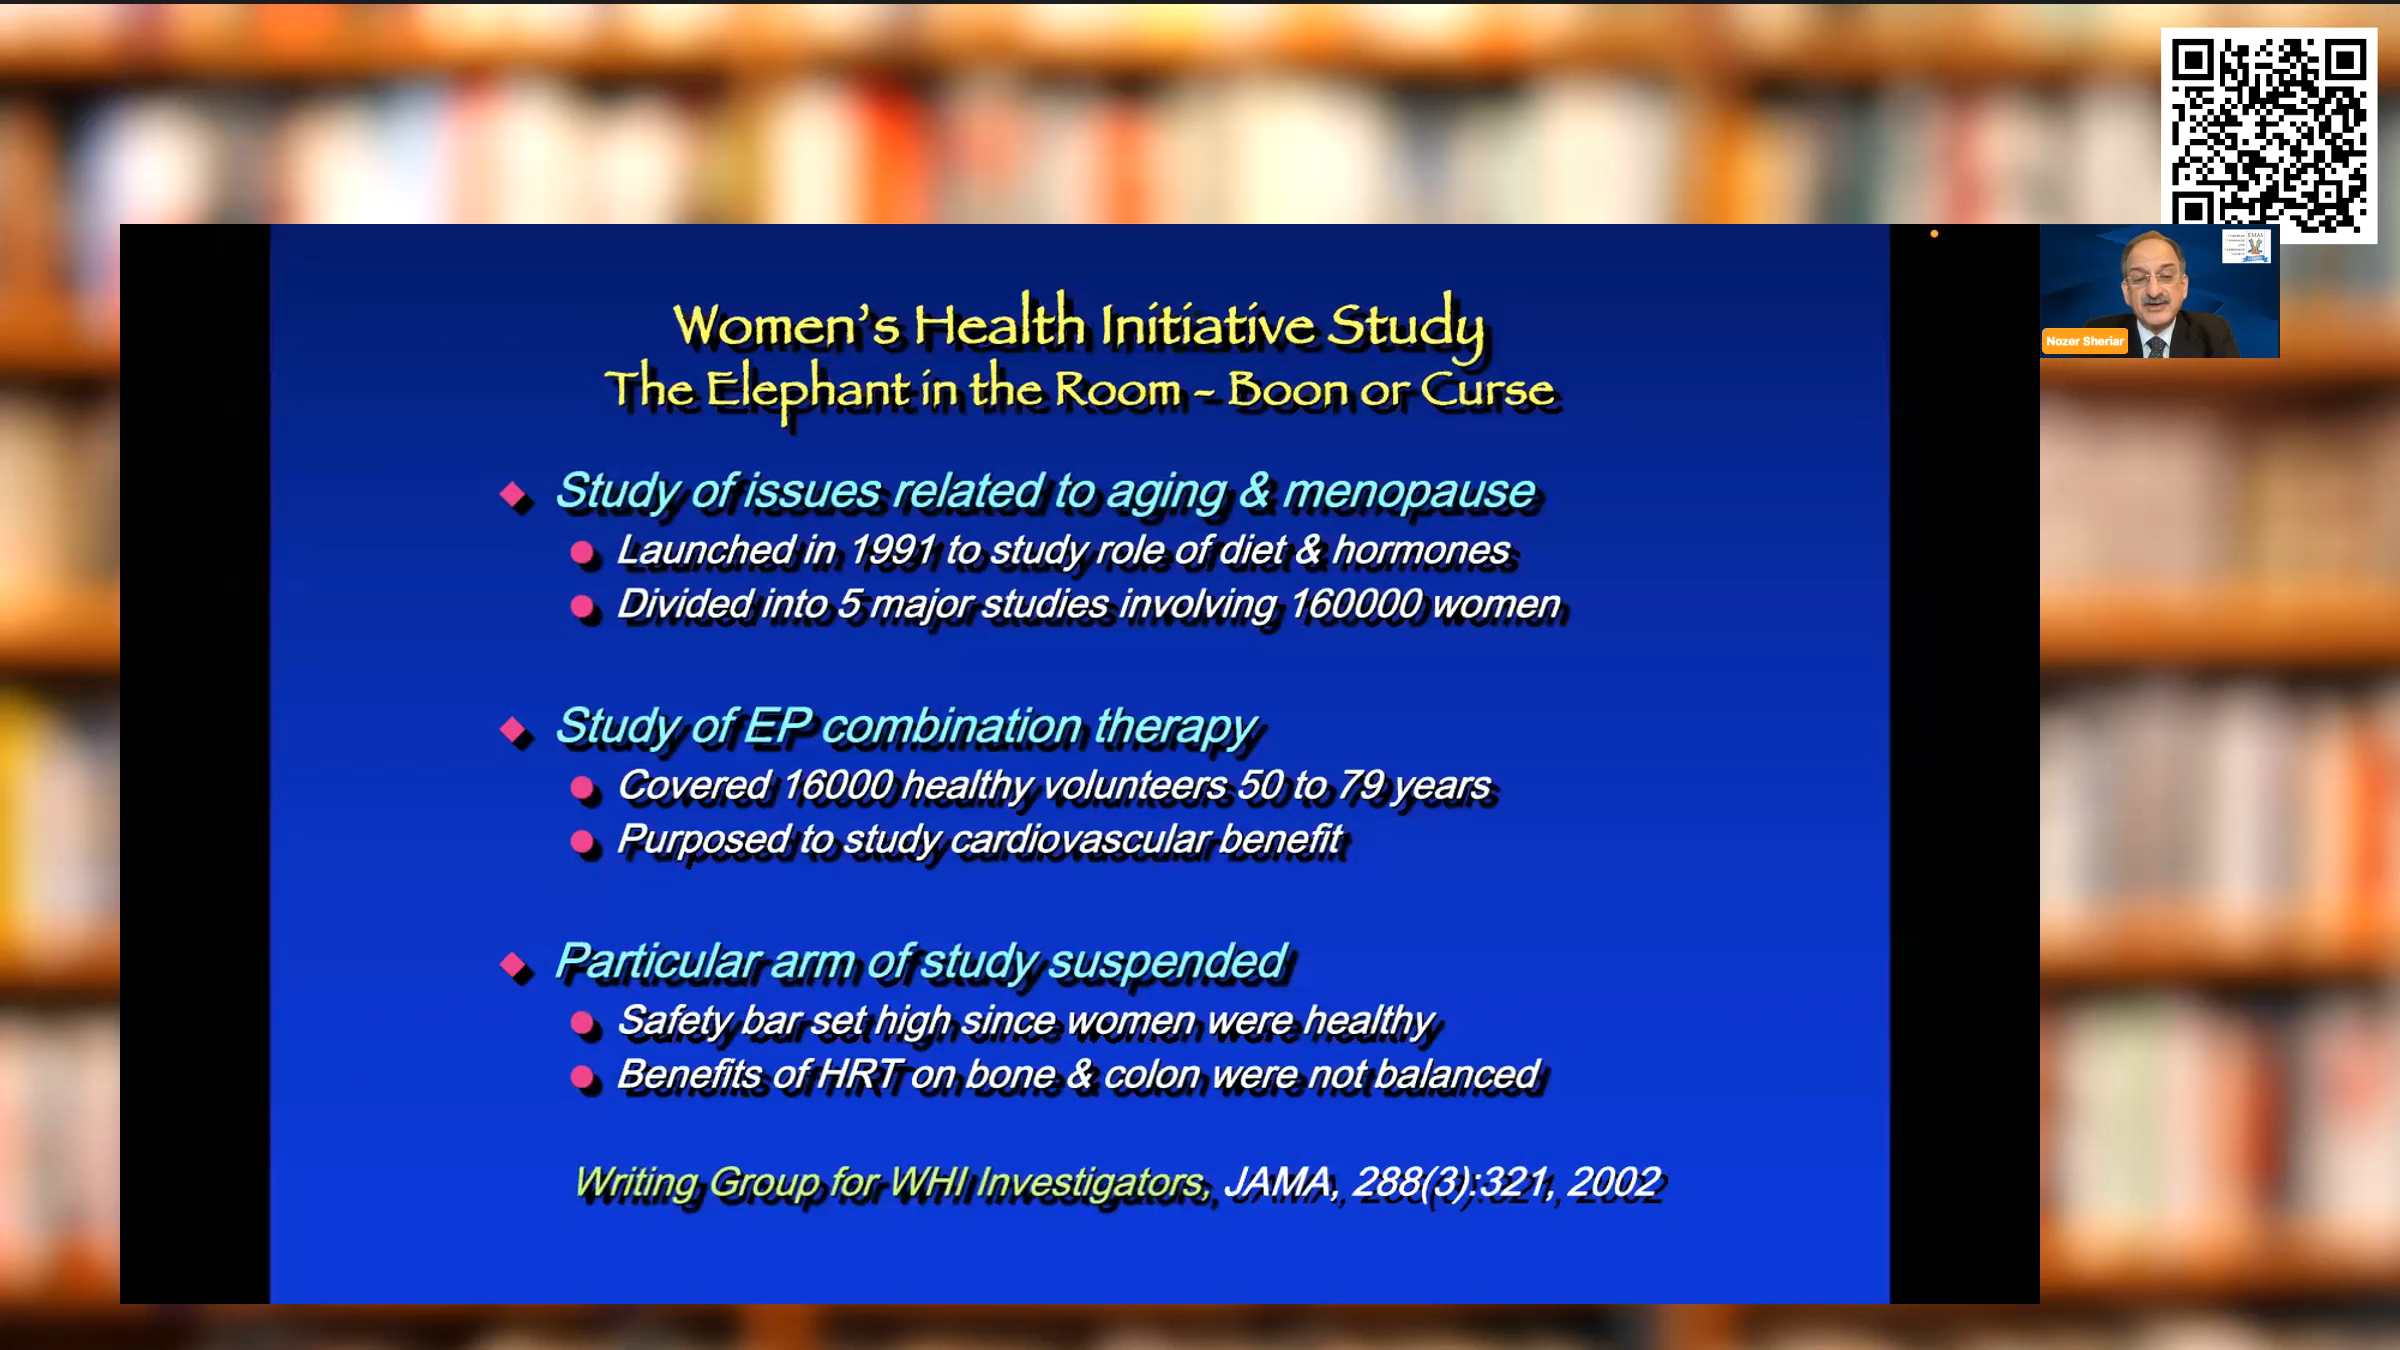 Women's Health Initiative Study
The Elephant in the Room - Boon or Curse
Study of issues related to aging & menopause
Launched in 1991 to study role of diet & hormones
Divided into 5 major studies involving 160000 women
Study of EP combination therapy
Covered 16000 healthy volunteers 50 to 79 years
Purposed to study cardiovascular benefit
Particular arm of study suspended
Safety bar set high since women were healthy
Benefits of HRT on bone & colon were not balanced
Writing Group for WHI Investigators, JAMA, 288(3):321, 2002
EMAS
Nozer Sheriar